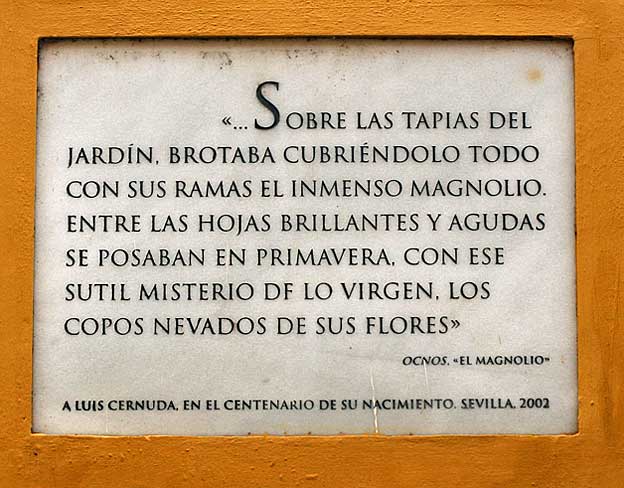 «... SOBRE LAS TAPIAS DEL
JARDÍN, BROTABA CUBRIÉNDOLO TODO
CON SUS RAMAS EL INMENSO MAGNOLIO.
ENTRE LAS HOJAS BRILLANTES Y AGUDAS
SE POSABAN EN PRIMAVERA, CON ESE
SUTIL MISTERIO DF LO VIRGEN, LOS
COPOS NEVADOS DE SUS FLORES»
OCNOS, «EL MAGNOLIO»
A LUIS CERNUDA, EN EL CENTENARIO DE SU NACIMIENTO. SEVILLA, 2002